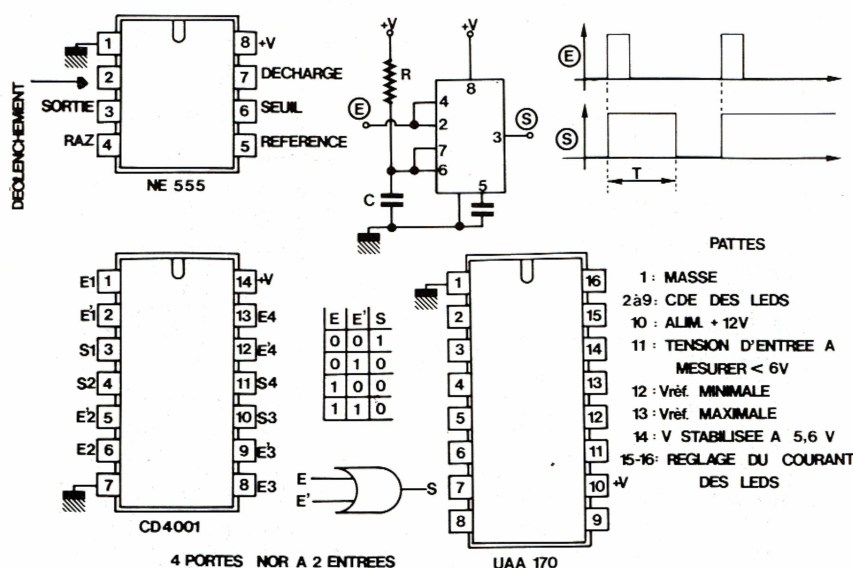 DÉCLENCHEMENT
1
8 +V
2
7 DECHARGE
SORTIE 3
6 SEUIL
RAZ 4
5 REFERENCE
NE 555
+V
+V
R
8
E
4
2
3
S
7
6
5
C
E
S
T
E1 1
14 +V
E'1 2
13 E4
S1 3
12 E'4
S2 4
11 S4
E'2 5
10 S3
E2 6
9 E'3
7
8 E3
CD4001
E E' S
0 0 1
0 1 0
1 0 0
1 1 0
E
E'
S
4 PORTES NOR A 2 ENTREES
1
16
2
15
3
14
4
13
5
12
6
11
7
10 +V
8
9
UAA 170
PATTES
1 : MASSE
2à9: CDE DES LEDS
10 : ALIM. + 12V
11 : TENSION D'ENTREE A
MESURER < 6V
12 : Vrèf. MINIMALE
13 : Vrèf. MAXIMALE
14 : V STABILISEE A 5,6 V
15-16: REGLAGE DU COURANT
DES LEDS